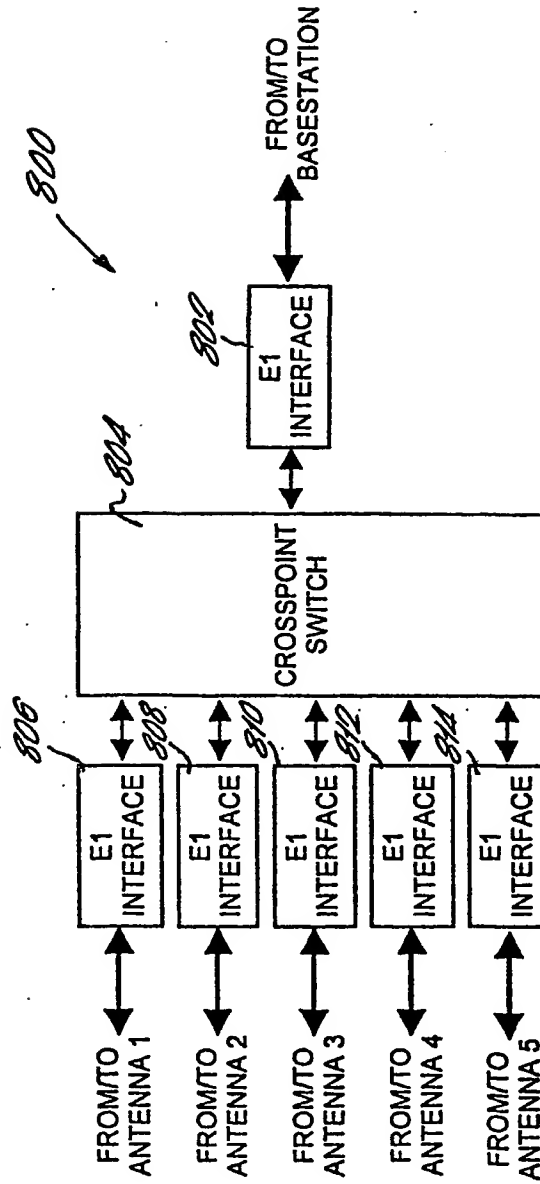 800
FROM/TO
BASESTATION
802
E1
INTERFACE
804
CROSSPOINT
SWITCH
806
E1
INTERFACE
FROM/TO
ANTENNA 1
808
E1
INTERFACE
FROM/TO
ANTENNA 2
810
E1
INTERFACE
FROM/TO
ANTENNA 3
812
E1
INTERFACE
FROM/TO
ANTENNA 4
814
E1
INTERFACE
FROM/TO
ANTENNA 5